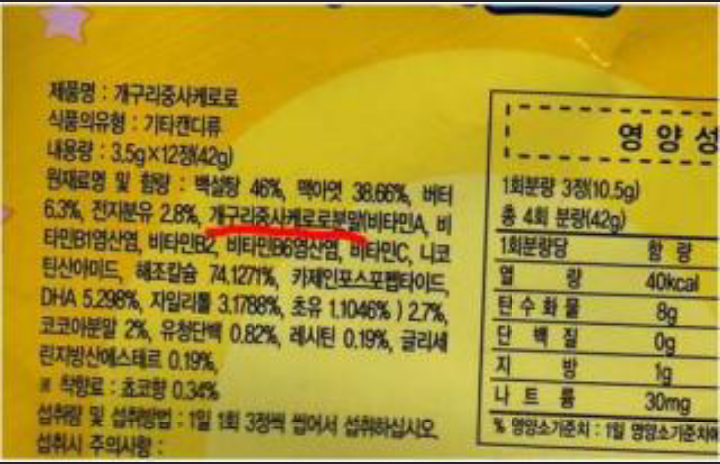 제품명 : 개구리중사케로로
식품의유형 : 기타캔디류
내용량 : 3.5g×12정(42g)
원재료명 및 함량 : 백설탕 46%, 맥아엿 38.66%, 버터
6.3%, 전지분유 2.8%, 개구리중사케로로분말(비타민A, 비
타민B1염산염, 비타민B2, 비타민B6염산염, 비타민C, 니코
틴산아미드, 해조칼슘 74.1271%, 카제인포스포펩타이드,
DHA 5.298%, 자일리톨 3.1788%, 초유 1.1046% ) 2.7%,
코코아분말 2%, 유청단백 0.82%, 레시틴 0.19%, 글리세
린지방산에스테르 0.19%,
※ 착향료 : 쵸코향 0.34%
섭취량 및 섭취방법 : 1일 1회 3정씩 씹어서 섭취하십시오.
섭취시 주의사항 :
영 양 성
1회분량 3정(10.5g)
총 4회 분량(42g)
1회분량당 함 량
열 량 40kcal
탄 수 화 물 8g
단 백 질 0g
지 방 1g
나 트 륨 30mg
% 영양소기준치 : 1일 영양소기준치에